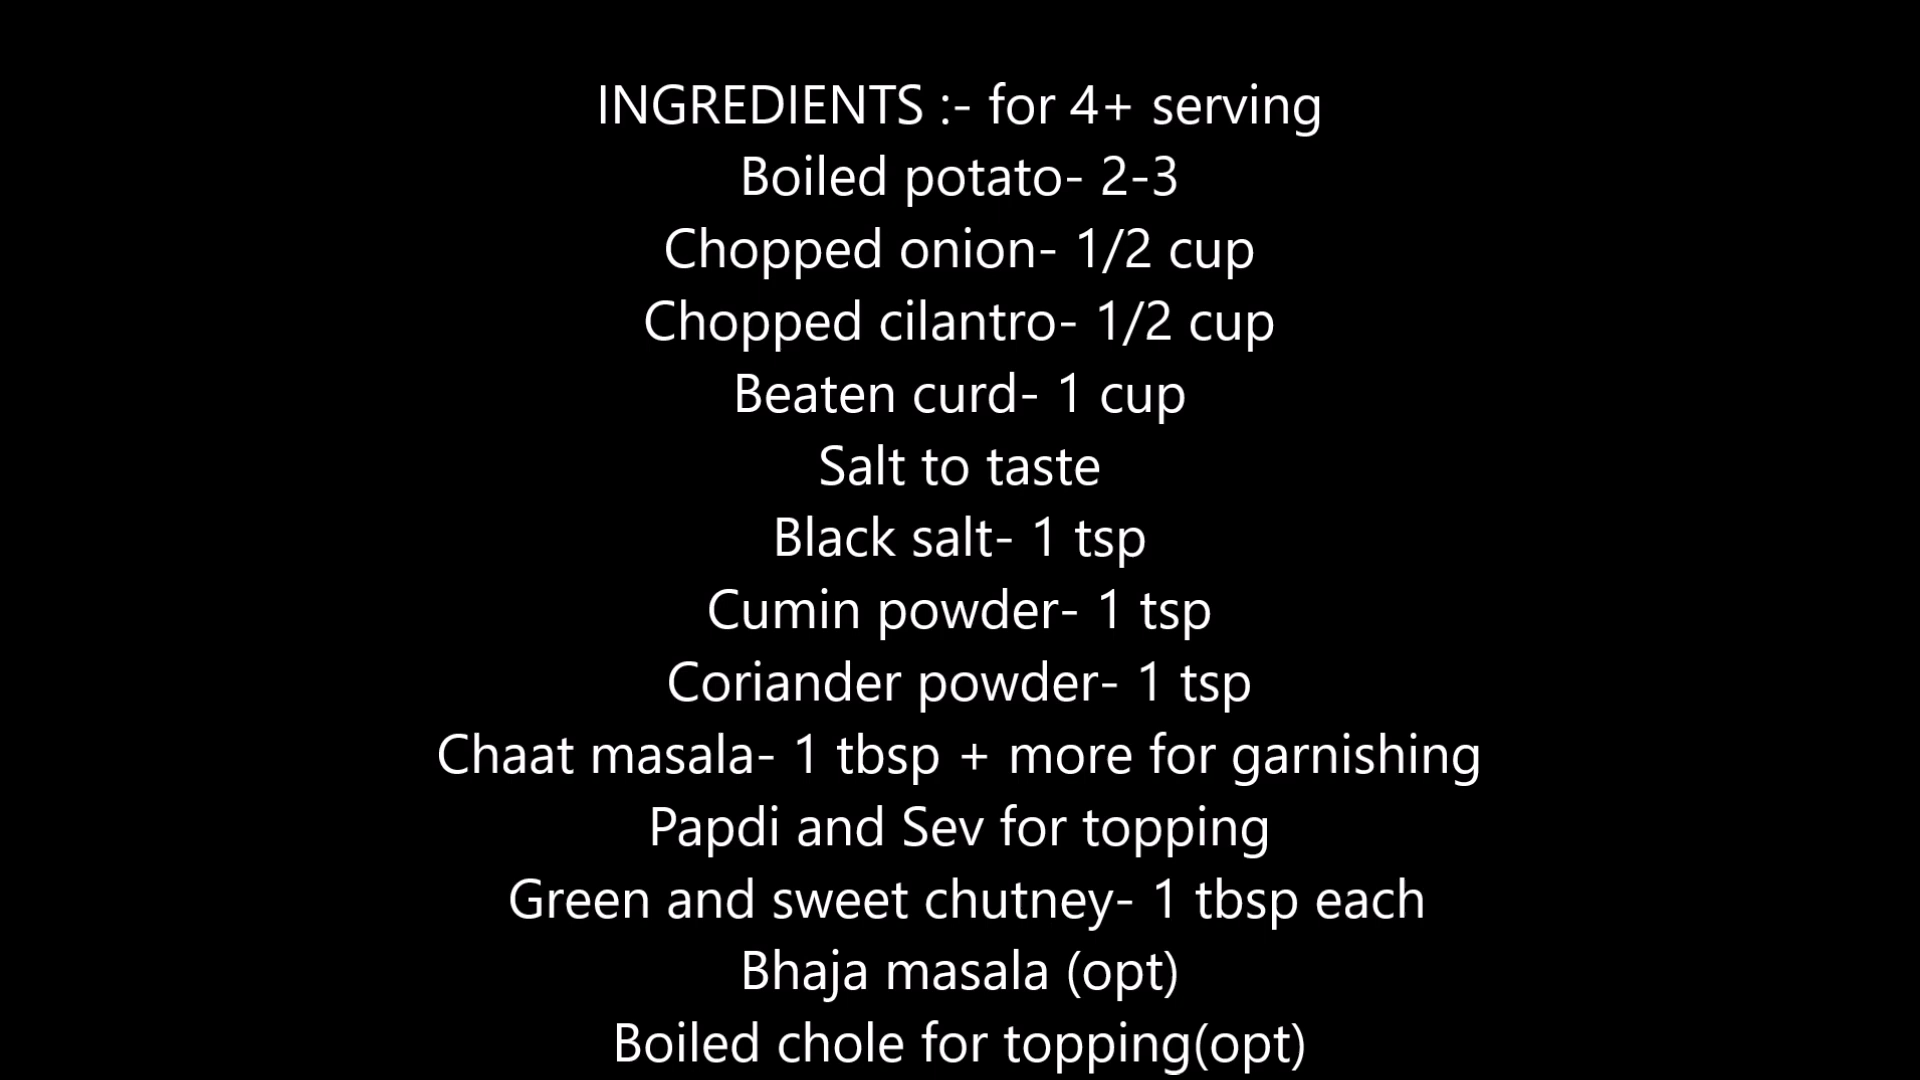 INGREDIENTS :- for 4+ serving
Boiled potato- 2-3
Chopped onion- 1/2 cup
Chopped cilantro- 1/2 cup
Beaten curd- 1 cup
Salt to taste
Black salt- 1 tsp
Cumin powder- 1 tsp
Coriander powder- 1 tsp
Chaat masala- 1 tbsp + more for garnishing
Papdi and Sev for topping
Green and sweet chutney- 1 tbsp each
Bhaja masala (opt)
Boiled chole for topping(opt)